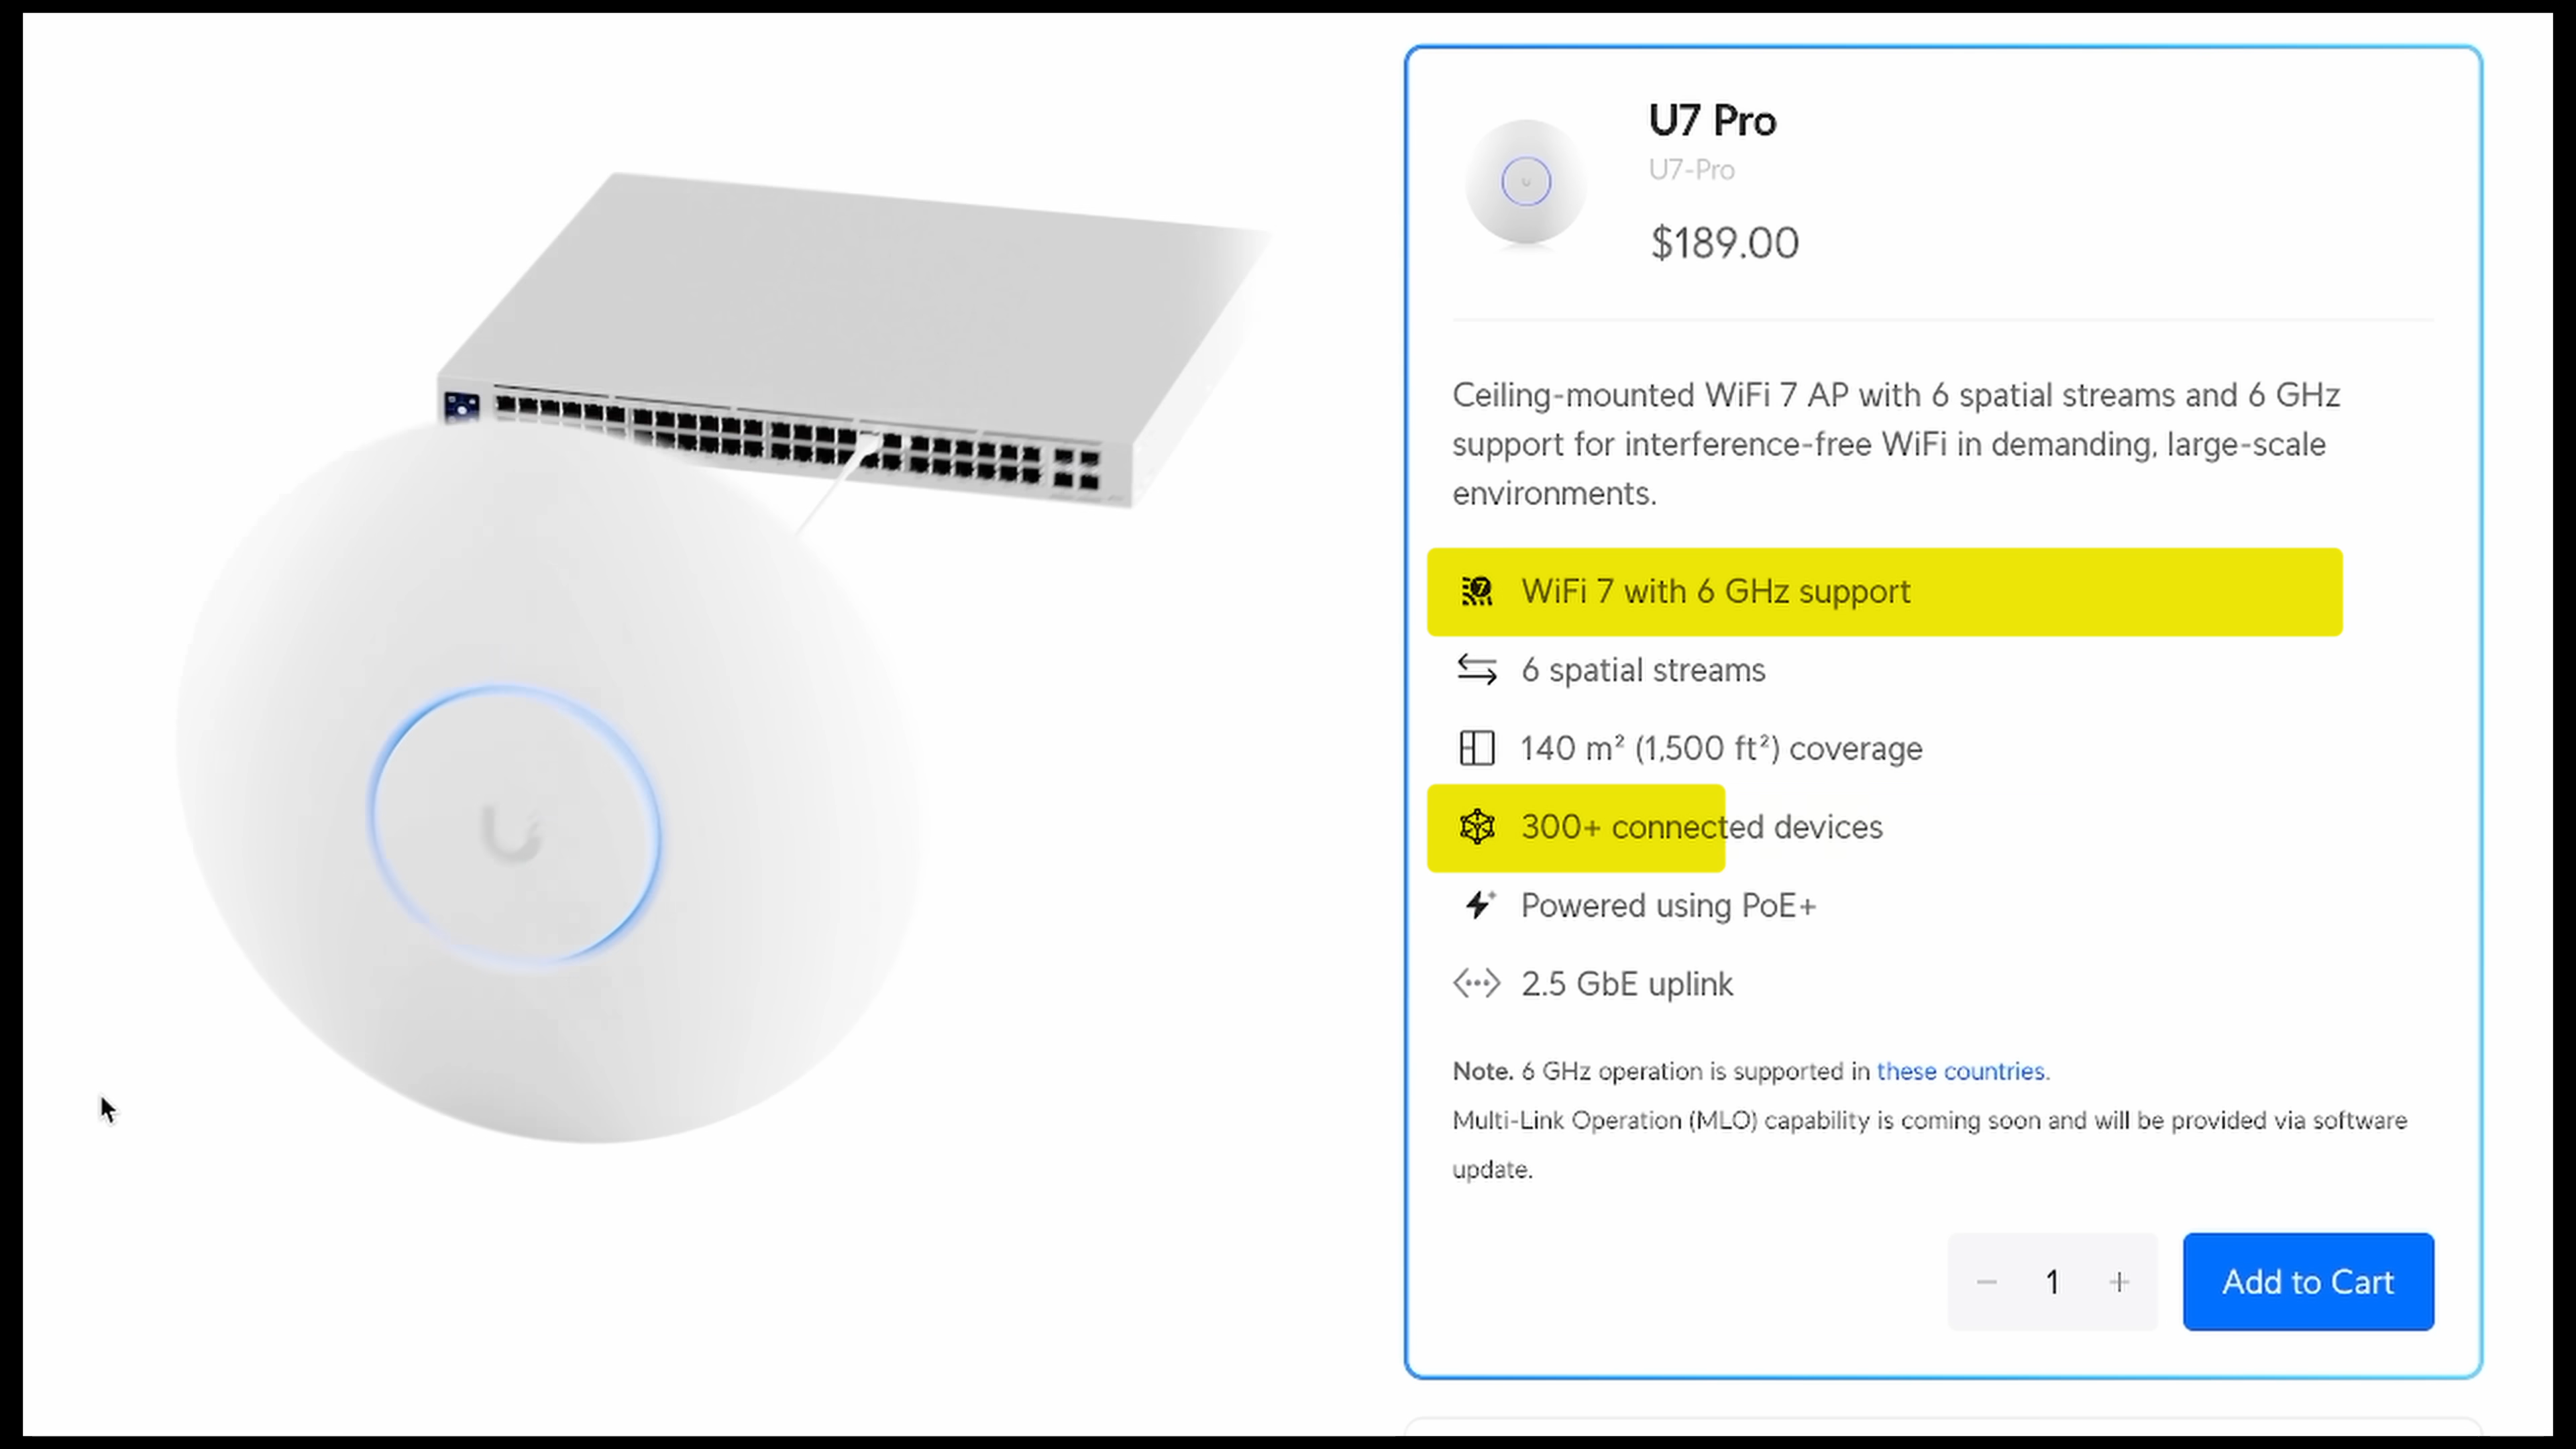 U7 Pro
U7-Pro
$189.00
Ceiling-mounted WiFi 7 AP with 6 spatial streams and 6 GHz
support for interference-free WiFi in demanding, large-scale
environments.
WiFi 7 with 6 GHz support
6 spatial streams
140 m² (1,500 ft²) coverage
300+ connected devices
Powered using PoE+
2.5 GbE uplink
Note. 6 GHz operation is supported in these countries.
Multi-Link Operation (MLO) capability is coming soon and will be provided via software
update.
− 1 + Add to Cart